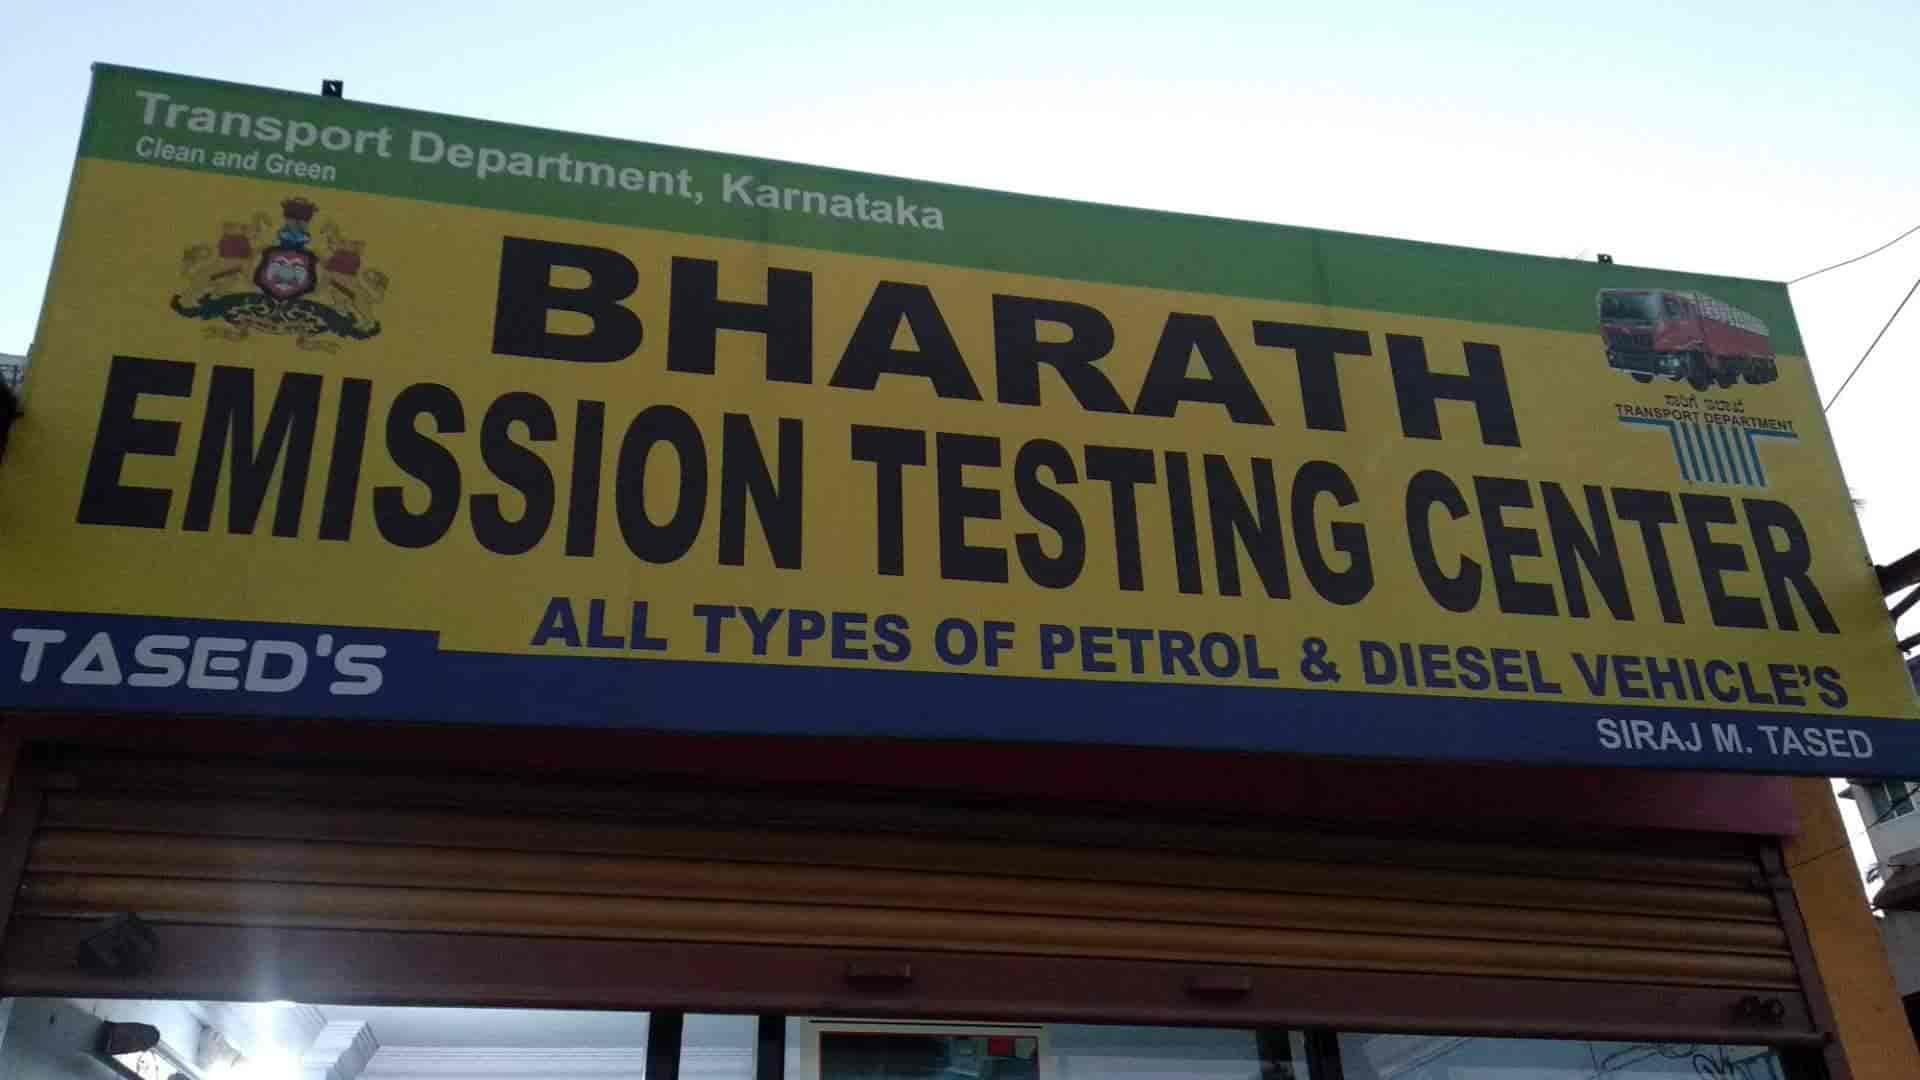 Transport Department, Karnataka
Clean and Green
BHARATH
EMISSION TESTING CENTER
ಸಾರಿಗೆ ಇಲಾಖೆ
TRANSPORT DEPARTMENT
ALL TYPES OF PETROL & DIESEL VEHICLE'S
TASED'S
SIRAJ M. TASED